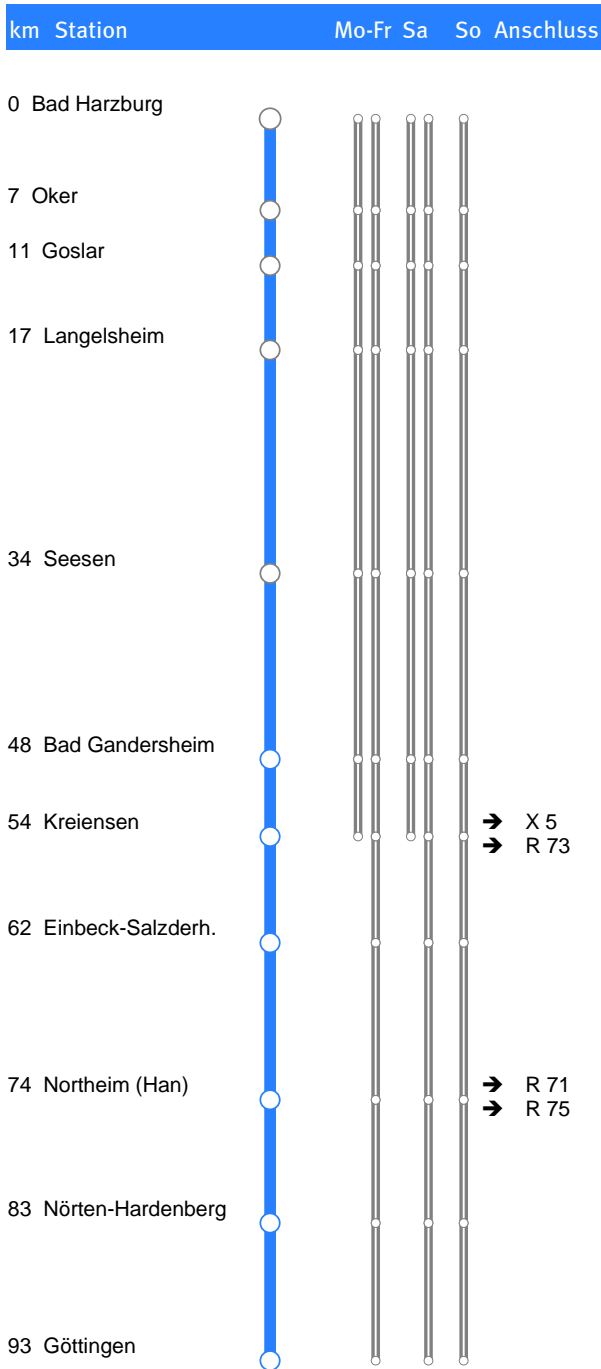 km Station Mo-Fr Sa So Anschluss
0 Bad Harzburg
7 Oker
11 Goslar
17 Langelsheim
34 Seesen
48 Bad Gandersheim
54 Kreiensen ➔ X 5
➔ R 73
62 Einbeck-Salzderh.
74 Northeim (Han) ➔ R 71
➔ R 75
83 Nörten-Hardenberg
93 Göttingen